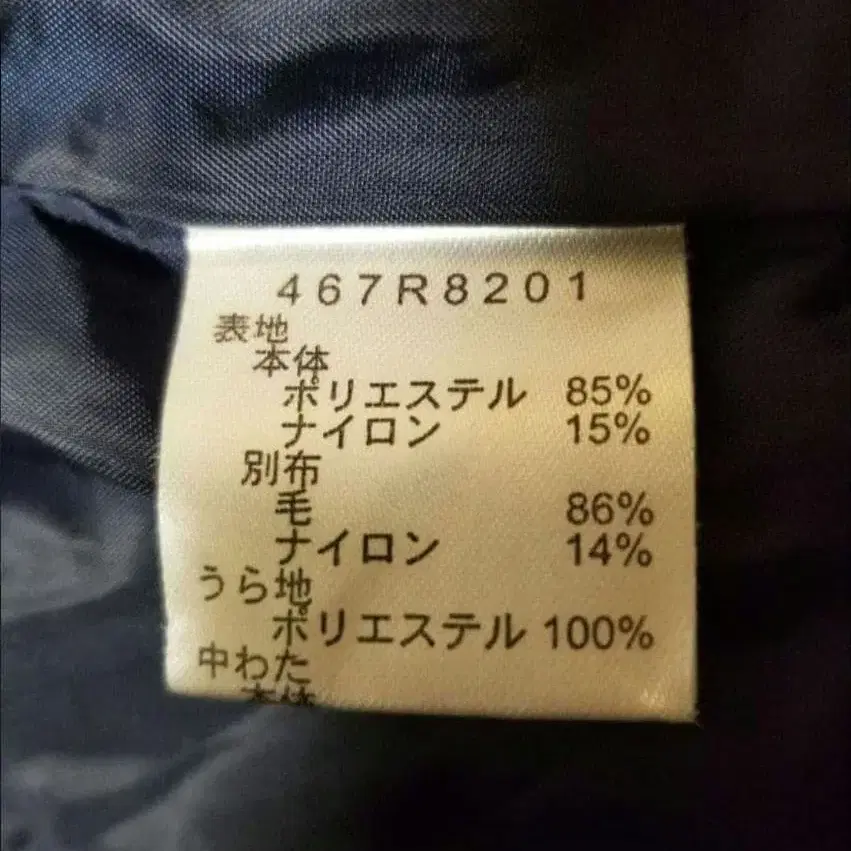 467R8201
表地
本体
ポリエステル 85%
ナイロン 15%
別布
毛 86%
ナイロン 14%
うら地
ポリエステル 100%
中わた
本体